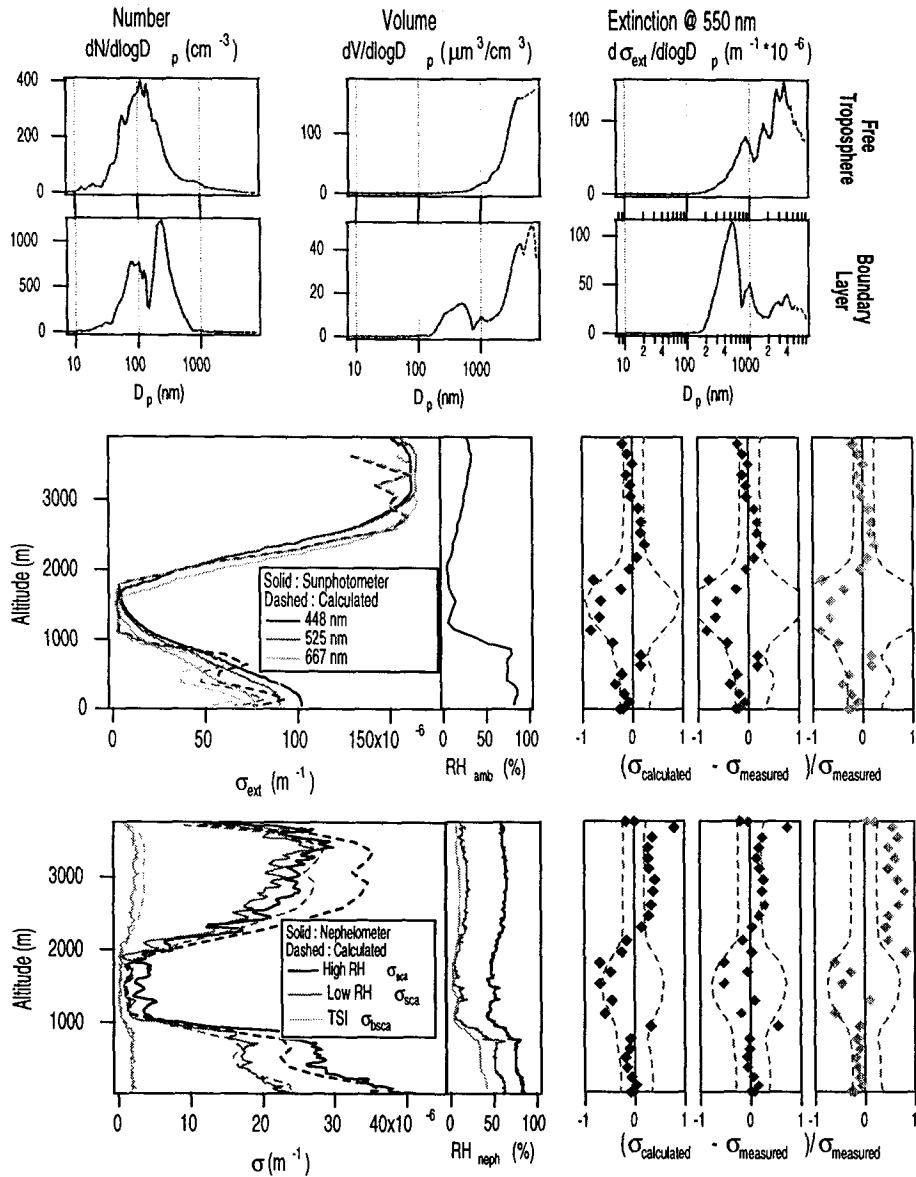 Number
dN/dlogD p (cm -3)
Volume
dV/dlogD p (μm 3/cm 3)
Extinction @ 550 nm
dσext/dlogD p (m -1*10 -6)
400
200
0
100
0
100
50
0
Free Troposphere
1000
500
0
40
20
0
100
50
0
Boundary Layer
10 100 1000
10 100 1000
2 4 2 4 2 4
10 100 1000
D p (nm)
D p (nm)
D p (nm)
3000
2000
1000
0
Altitude (m)
Solid : Sunphotometer
Dashed : Calculated
448 nm
525 nm
667 nm
0 50 100 150x10 -6
σext (m -1)
0 50 100
RH amb (%)
-1 0 1
-1 0 1
-1 0 1
(σcalculated - σmeasured )/σmeasured
3000
2000
1000
Altitude (m)
Solid : Nephelometer
Dashed : Calculated
High RH σsca
Low RH σsca
TSI σbsca
0 10 20 30 40x10 -6
σ(m -1)
0 40 80
RH neph (%)
-1 0 1
-1 0 1
-1 0 1
(σcalculated - σmeasured )/σmeasured